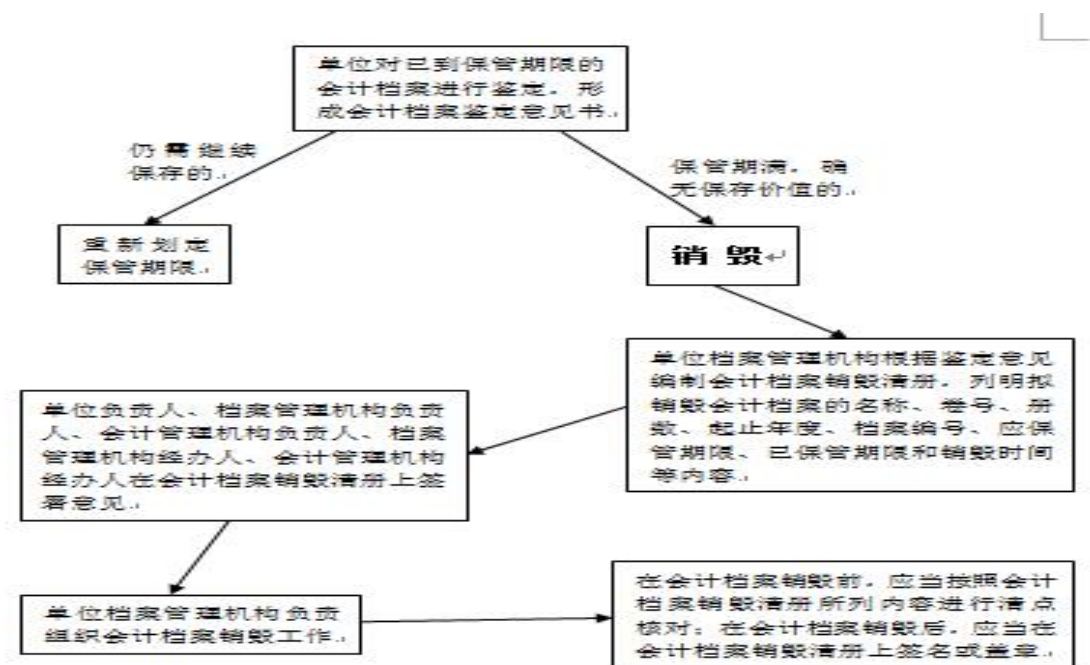 单位对已到保管期限的
会计档案进行鉴定，形
成会计档案鉴定意见书
仍需继续
保存的
保管期满，确
无保存价值的
重新划定
保管期限
销毁
单位档案管理机构根据鉴定意见
编制会计档案销毁清册，列明拟
销毁会计档案的名称、卷号、册
数、起止年度、档案编号、应保
管期限、已保管期限和销毁时间
等内容
单位负责人、档案管理机构负责
人、会计管理机构负责人、档案
管理机构经办人、会计管理机构
经办人在会计档案销毁清册上签
署意见
单位档案管理机构负责
组织会计档案销毁工作
在会计档案销毁前，应当按照会计
档案销毁清册所列内容进行清点
核对；在会计档案销毁后，应当在
会计档案销毁清册上签名或盖章